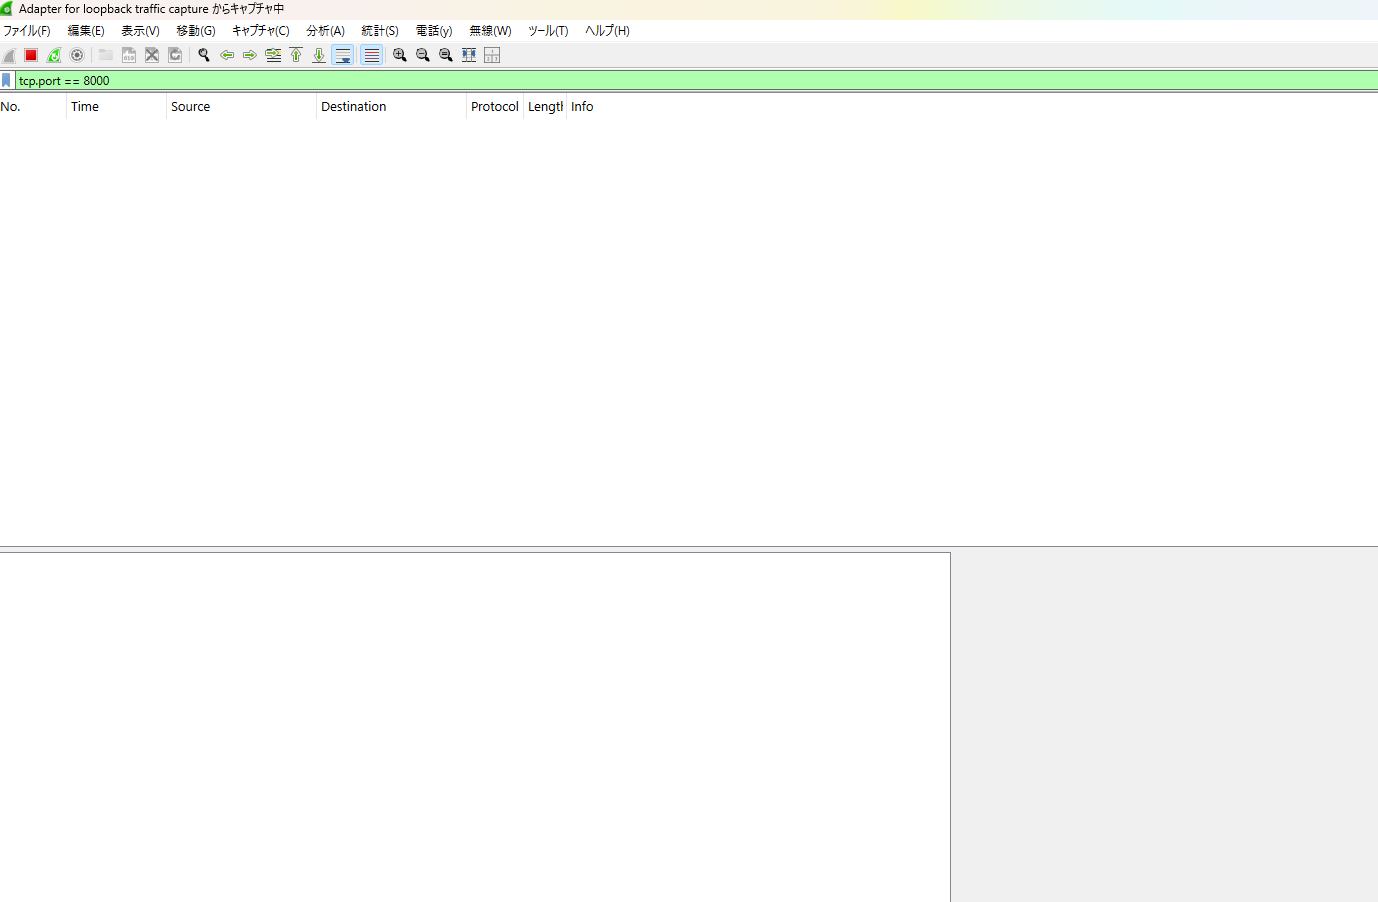 Adapter for loopback traffic capture からキャプチャ中
ファイル(F) 編集(E) 表示(V) 移動(G) キャプチャ(C) 分析(A) 統計(S) 電話(y) 無線(W) ツール(T) ヘルプ(H)
tcp.port == 8000
No. Time Source Destination Protocol Length Info